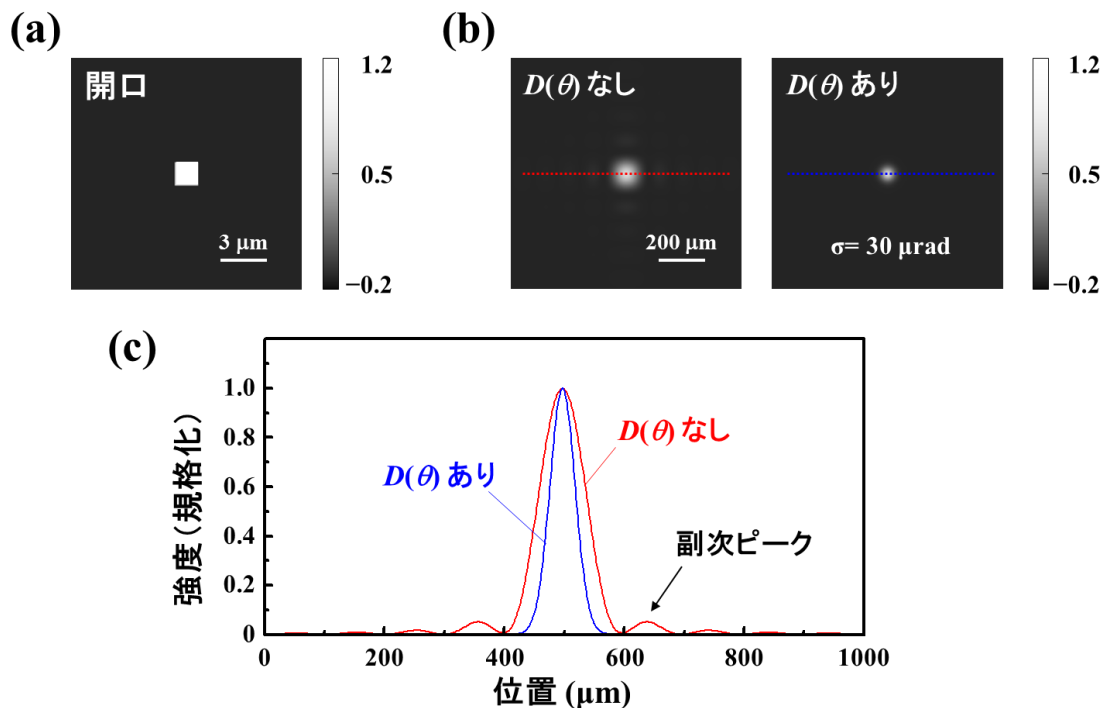 (a)
開口
3 μm
1.2
0.5
−0.2
(b)
D(θ) なし
200 μm
D(θ) あり
σ= 30 μrad
1.2
0.5
−0.2
(c)
強度(規格化)
1.0
0.8
0.6
0.4
0.2
0
D(θ) なし
D(θ) あり
副次ピーク
0
200
400
600
800
1000
位置 (μm)